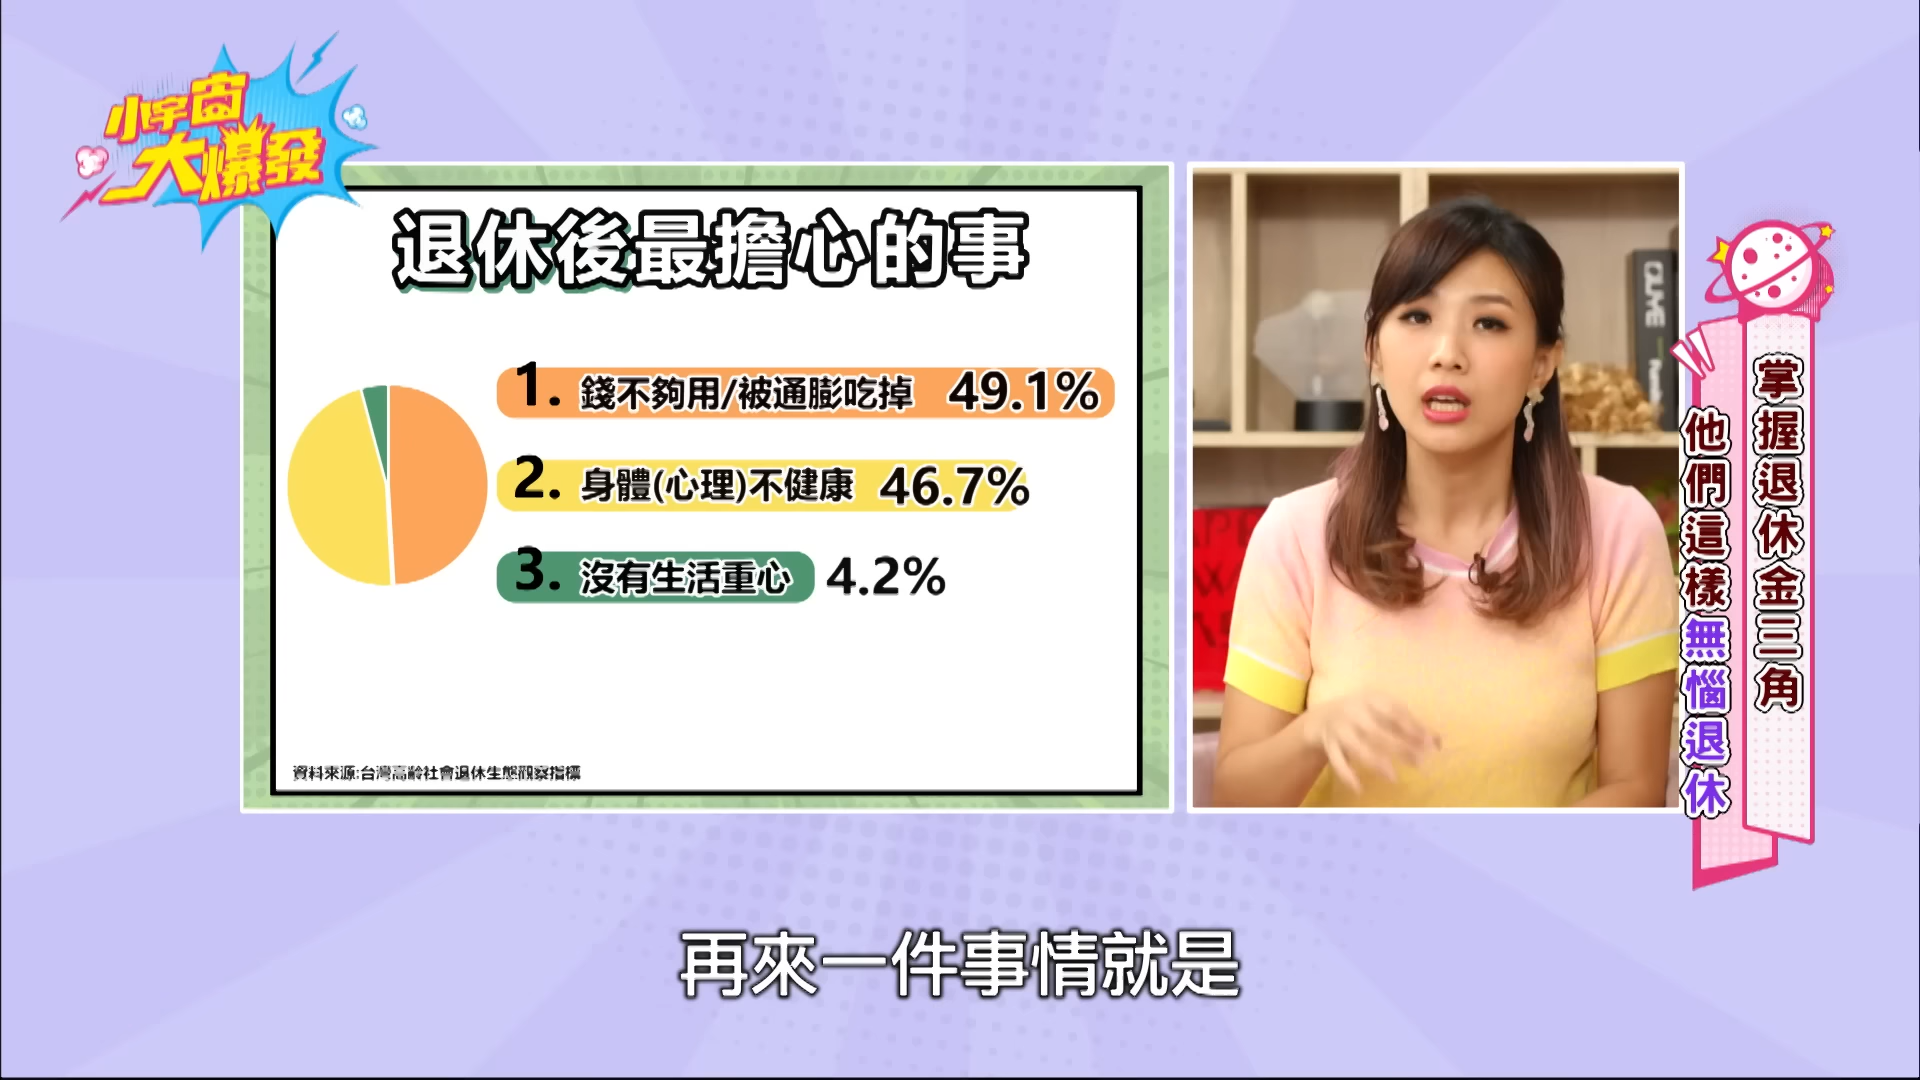 小宇宙
大爆發
退休後最擔心的事
1. 錢不夠用/被通膨吃掉 49.1%
2. 身體(心理)不健康 46.7%
3. 沒有生活重心 4.2%
資料來源:台灣高齡社會退休生態觀察指標
掌握退休金三角
他們這樣無惱退休
再來一件事情就是